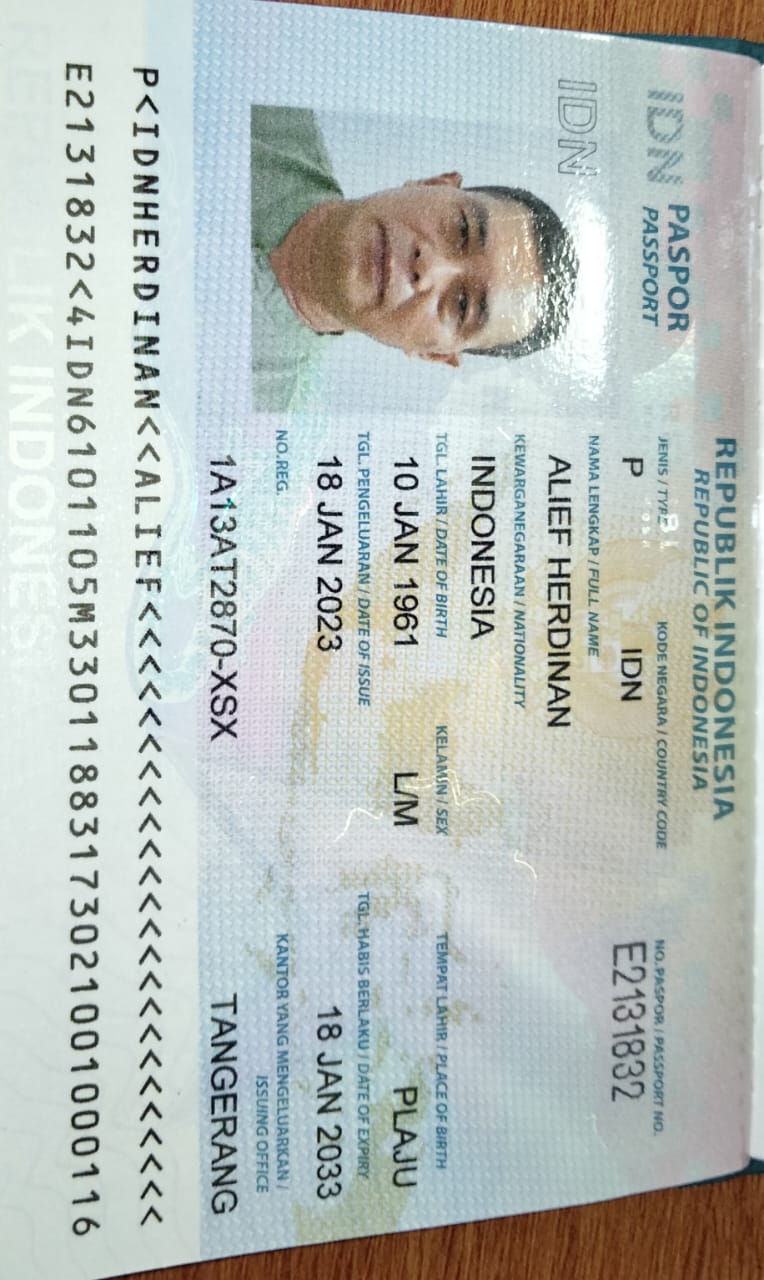 REPUBLIK INDONESIA
REPUBLIC OF INDONESIA
IDN
PASPOR
PASSPORT
JENIS / TYPE
KODE NEGARA / COUNTRY CODE
NO. PASPOR / PASSPORT NO.
P
IDN
E2131832
IDN
NAMA LENGKAP / FULL NAME
ALIEF HERDINAN
KEWARGANEGARAAN / NATIONALITY
INDONESIA
TGL. LAHIR / DATE OF BIRTH
KELAMIN / SEX
TEMPAT LAHIR / PLACE OF BIRTH
10 JAN 1961
L/M
PLAJU
TGL. PENGELUARAN / DATE OF ISSUE
TGL. HABIS BERLAKU / DATE OF EXPIRY
18 JAN 2023
18 JAN 2033
NO. REG.
KANTOR YANG MENGELUARKAN /
ISSUING OFFICE
1A13AT2870-XSX
TANGERANG
P<IDNHERDINAN<<ALIEF<<<<<<<<<<<<<<<<<<<<<<<<
E2131832<4IDN6101105M33011883173021001000116